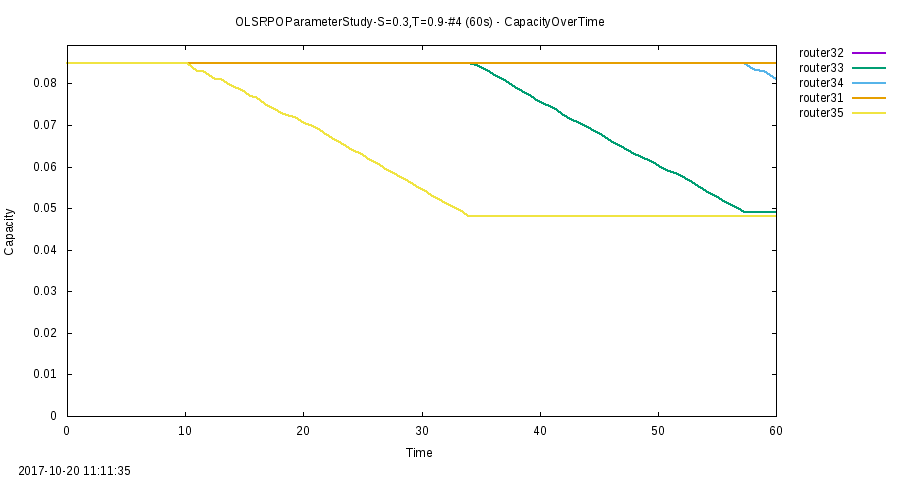 OLSRPOParameterStudy-S=0.3,T=0.9-#4 (60s) - CapacityOverTime
router32
router33
router34
router31
router35
0.08
0.07
0.06
0.05
0.04
0.03
0.02
0.01
0
Capacity
0 10 20 30 40 50 60
Time
2017-10-20 11:11:35